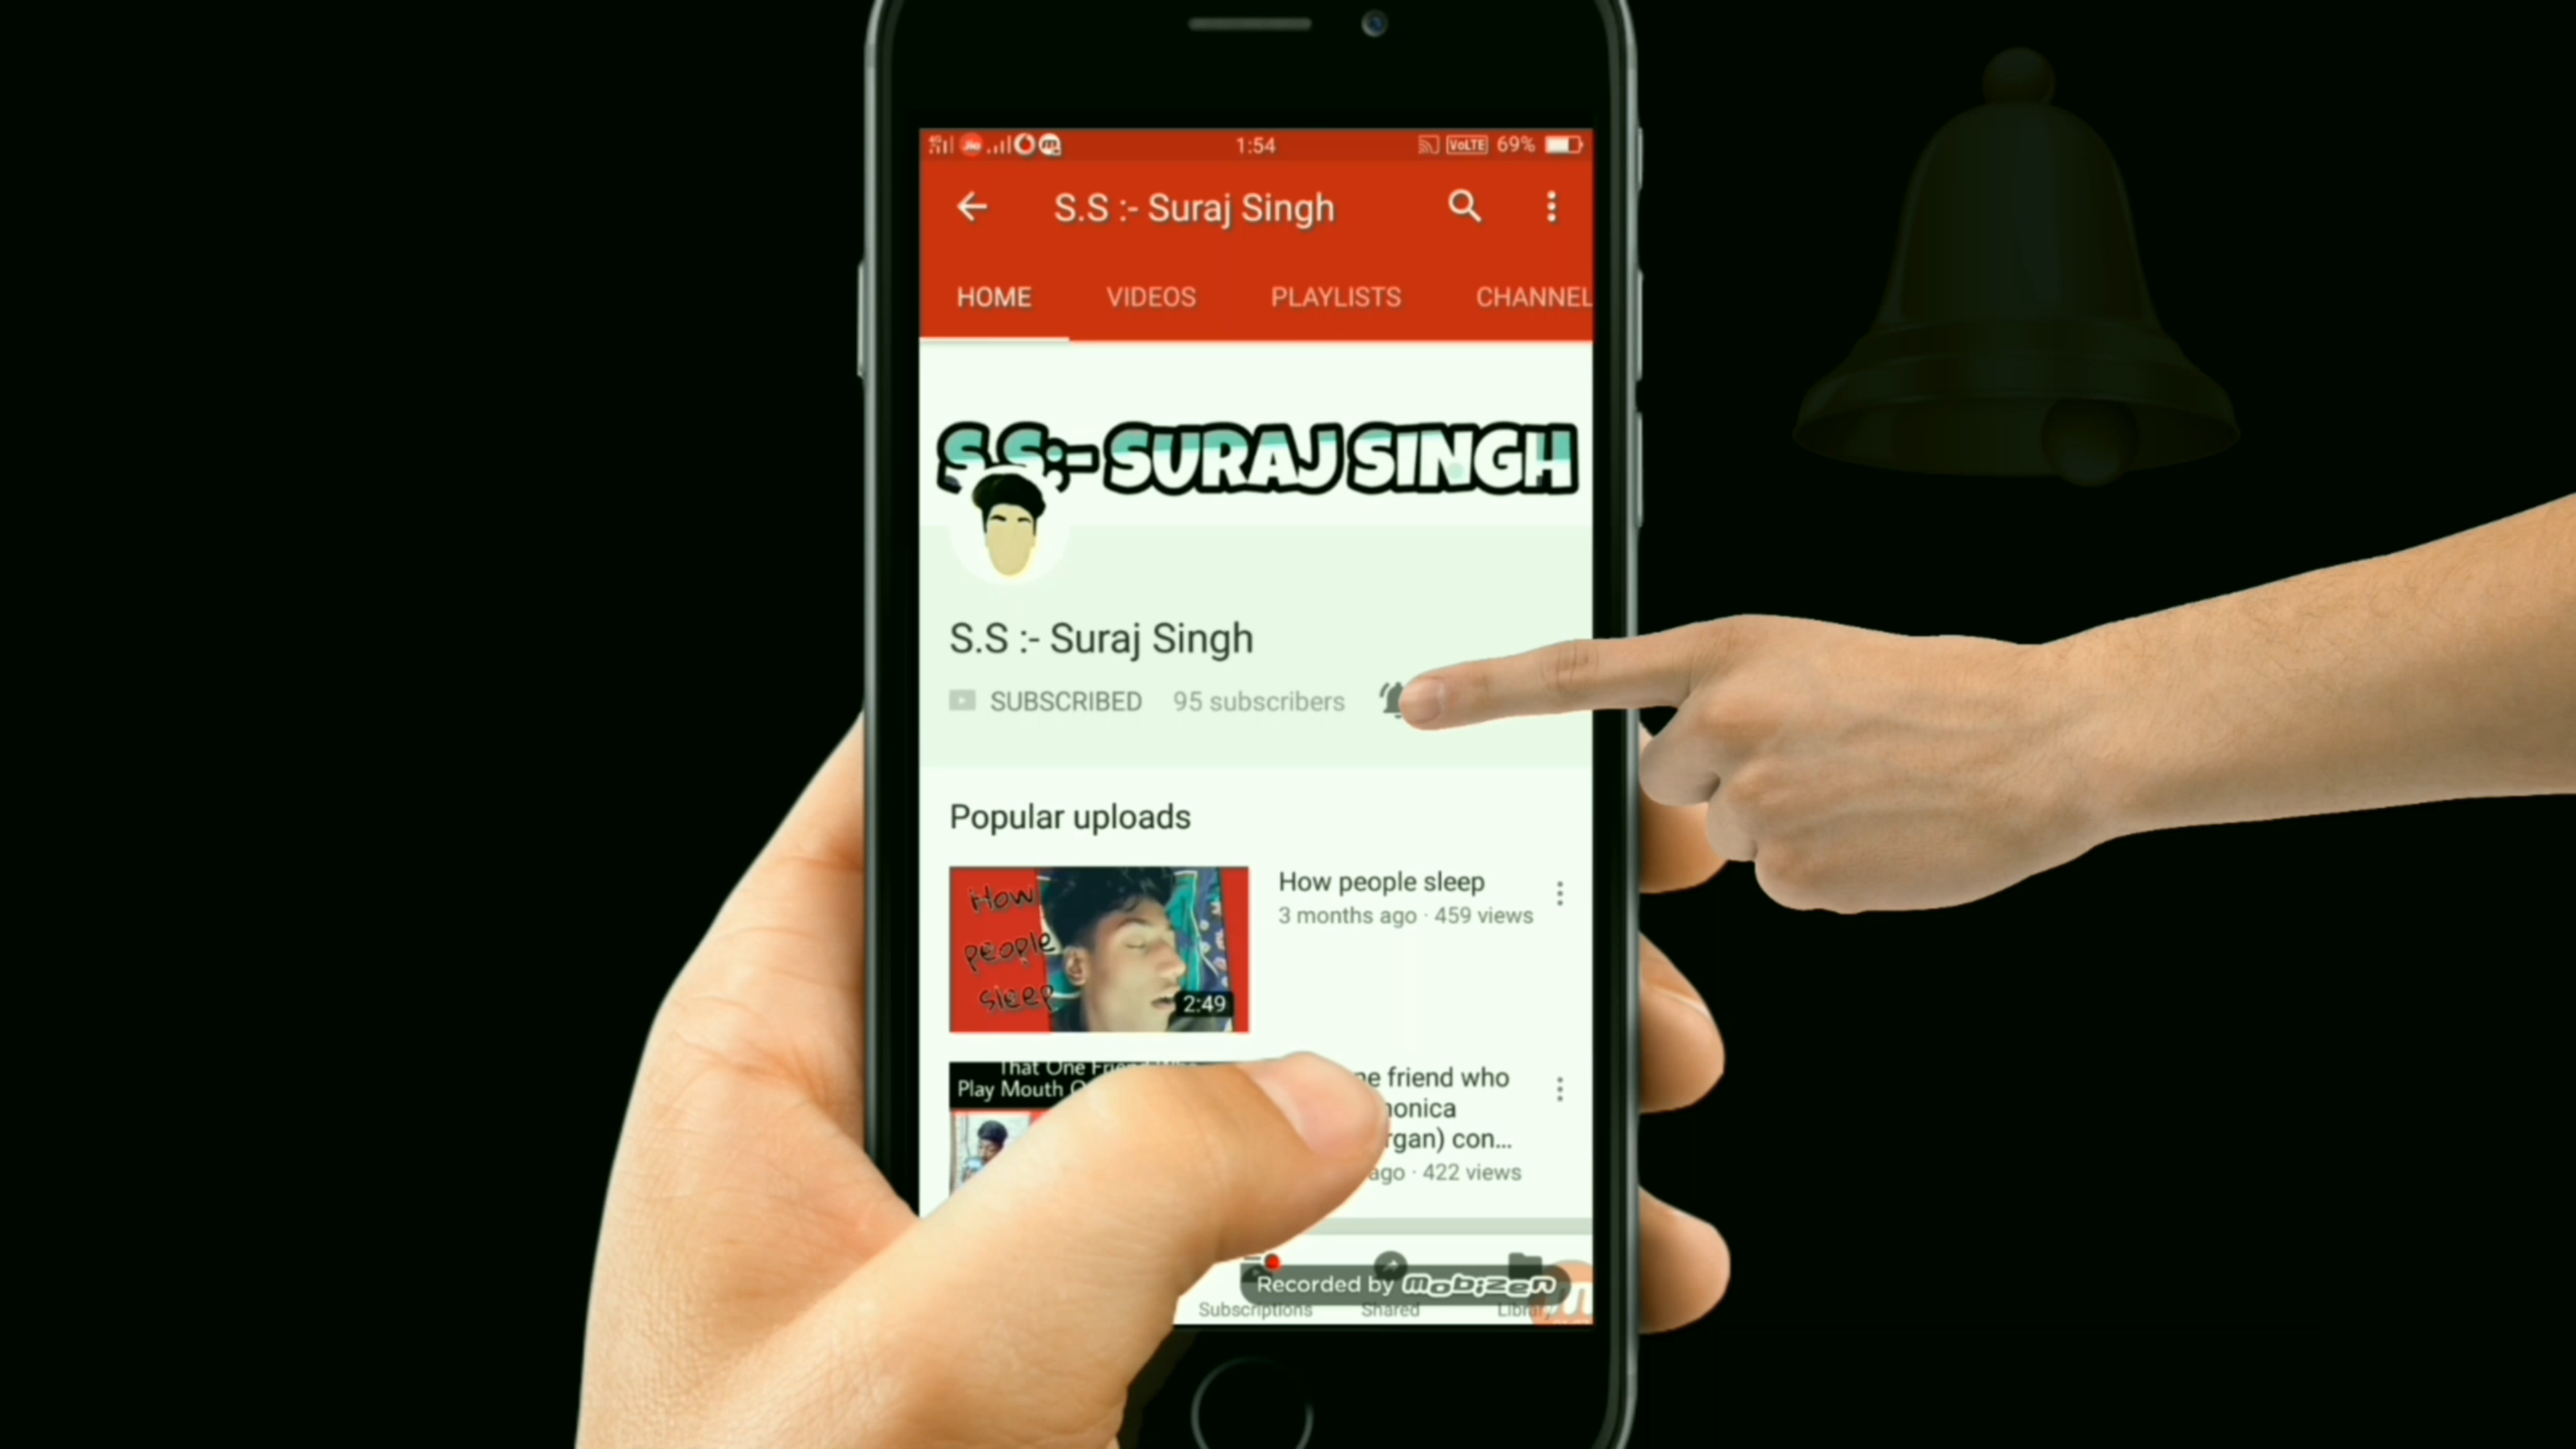 1:54
VoLTE 69%
S.S :- Suraj Singh
HOME VIDEOS PLAYLISTS CHANNEL
S.S:- SURAJ SINGH
S.S :- Suraj Singh
SUBSCRIBED 95 subscribers
Popular uploads
How people sleep
3 months ago · 459 views
How
people
sleep
2:49
That One
Play Mouth
friend who
rgan) con...
ago · 422 views
Recorded by mobizen
Subscriptions Shared